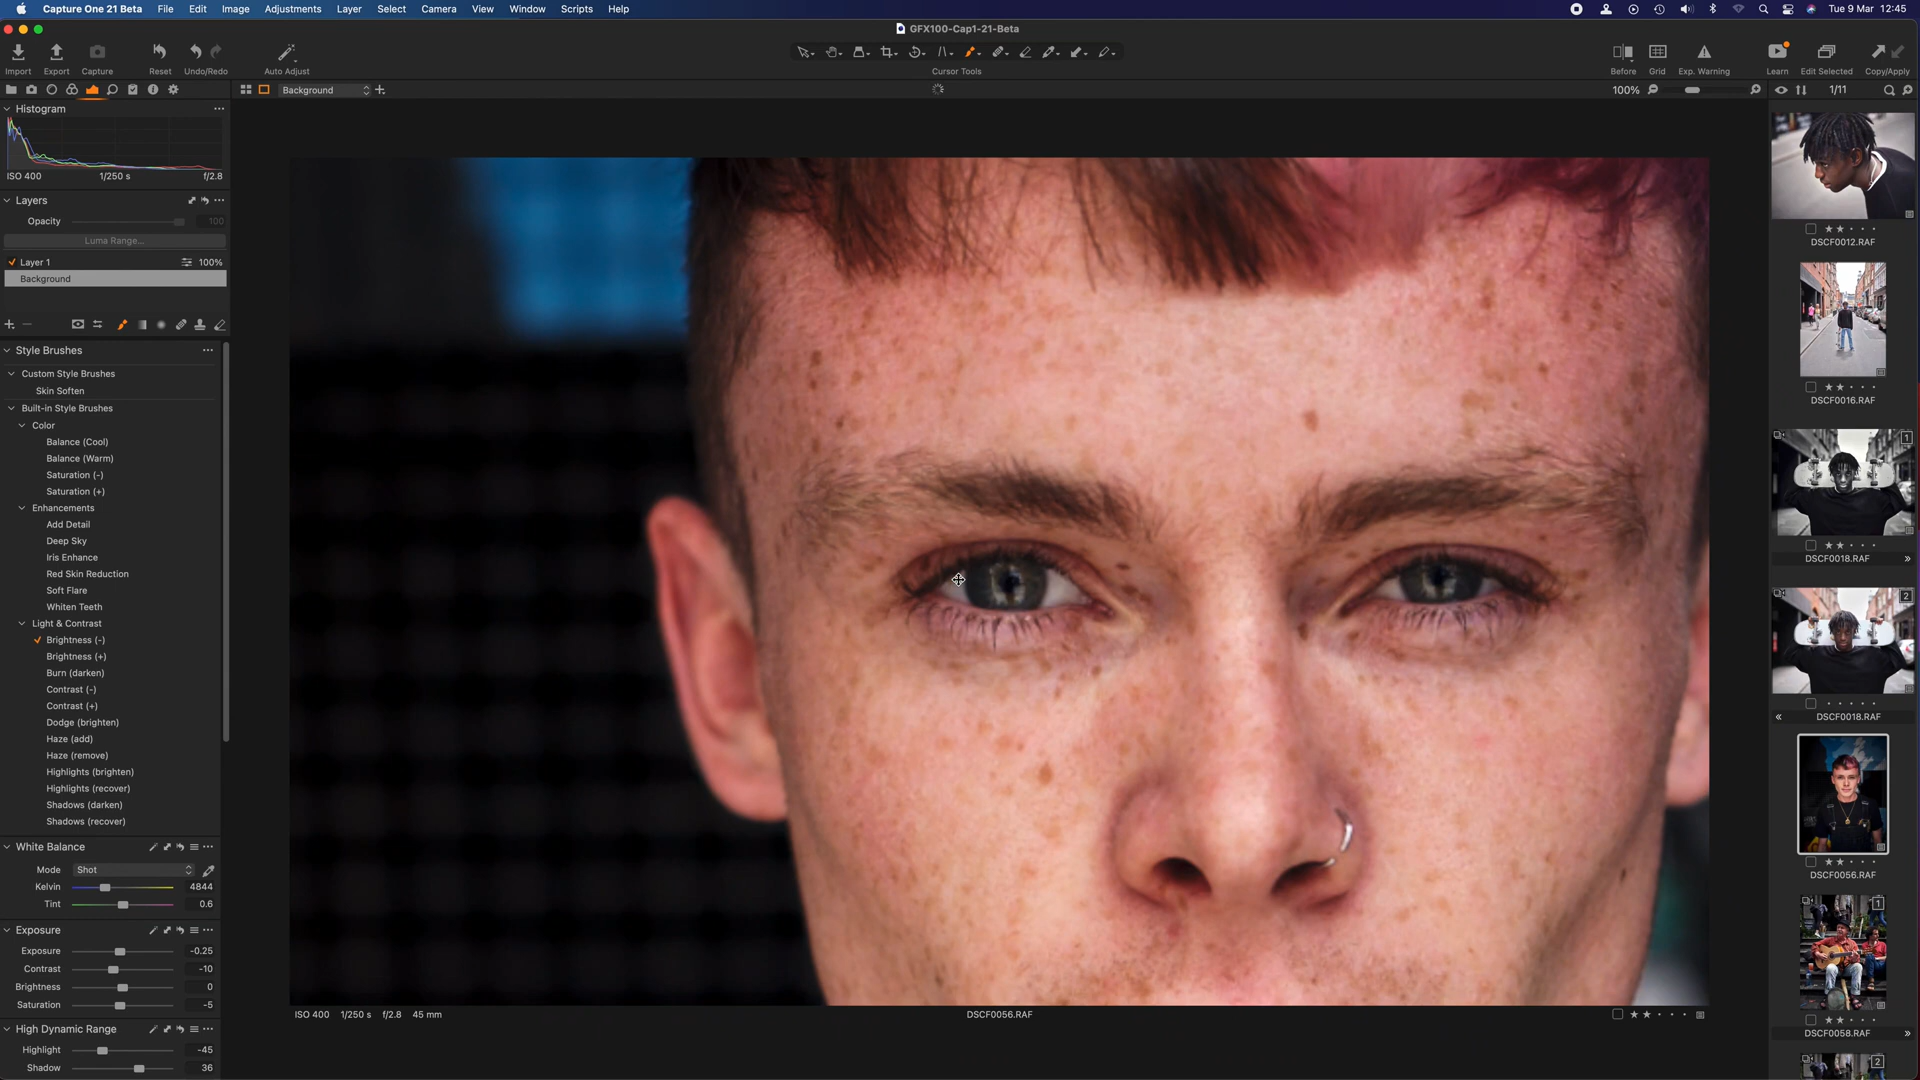 Capture One 21 Beta File Edit Image Adjustments Layer Select Camera View Window Scripts Help Tue 9 Mar 12:45
GFX100-Cap1-21-Beta
Import Export Capture Reset Undo/Redo Auto Adjust Cursor Tools Before Grid Exp. Warning Learn Edit Selected Copy/Apply
Background 100% 1/11
Histogram
ISO 400 1/250 s f/2.8
Layers
Opacity 100
Luma Range...
Layer 1 100%
Background
Style Brushes
Custom Style Brushes
Skin Soften
Built-in Style Brushes
Color
Balance (Cool)
Balance (Warm)
Saturation (-)
Saturation (+)
Enhancements
Add Detail
Deep Sky
Iris Enhance
Red Skin Reduction
Soft Flare
Whiten Teeth
Light & Contrast
Brightness (-)
Brightness (+)
Burn (darken)
Contrast (-)
Contrast (+)
Dodge (brighten)
Haze (add)
Haze (remove)
Highlights (brighten)
Highlights (recover)
Shadows (darken)
Shadows (recover)
White Balance
Mode Shot
Kelvin 4844
Tint 0.6
Exposure
Exposure -0.25
Contrast -10
Brightness 0
Saturation -5
High Dynamic Range
Highlight -45
Shadow 36
ISO 400 1/250 s f/2.8 45 mm DSCF0056.RAF
DSCF0012.RAF
DSCF0016.RAF
1
DSCF0018.RAF
2
DSCF0018.RAF
DSCF0056.RAF
1
DSCF0058.RAF
2